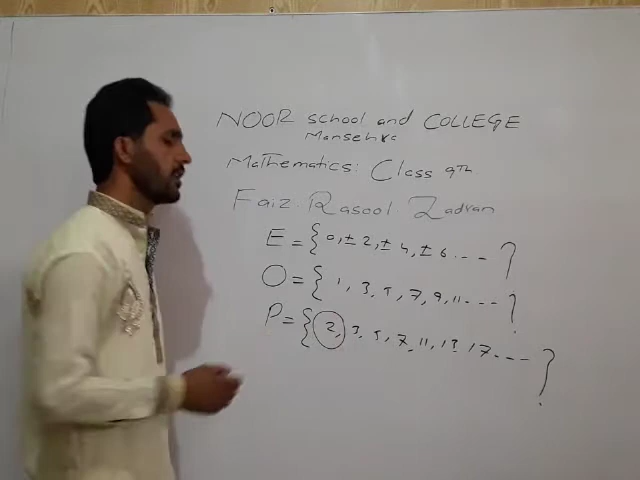 NOOR school and COLLEGE
Mansehra
Mathematics: Class 9TH
Faiz Rasool Zadran
E = {0, ±2, ±4, ±6 ---}
O = {1, 3, 5, 7, 9, 11 ----}
P = {2, 3, 5, 7, 11, 13, 17 ----}